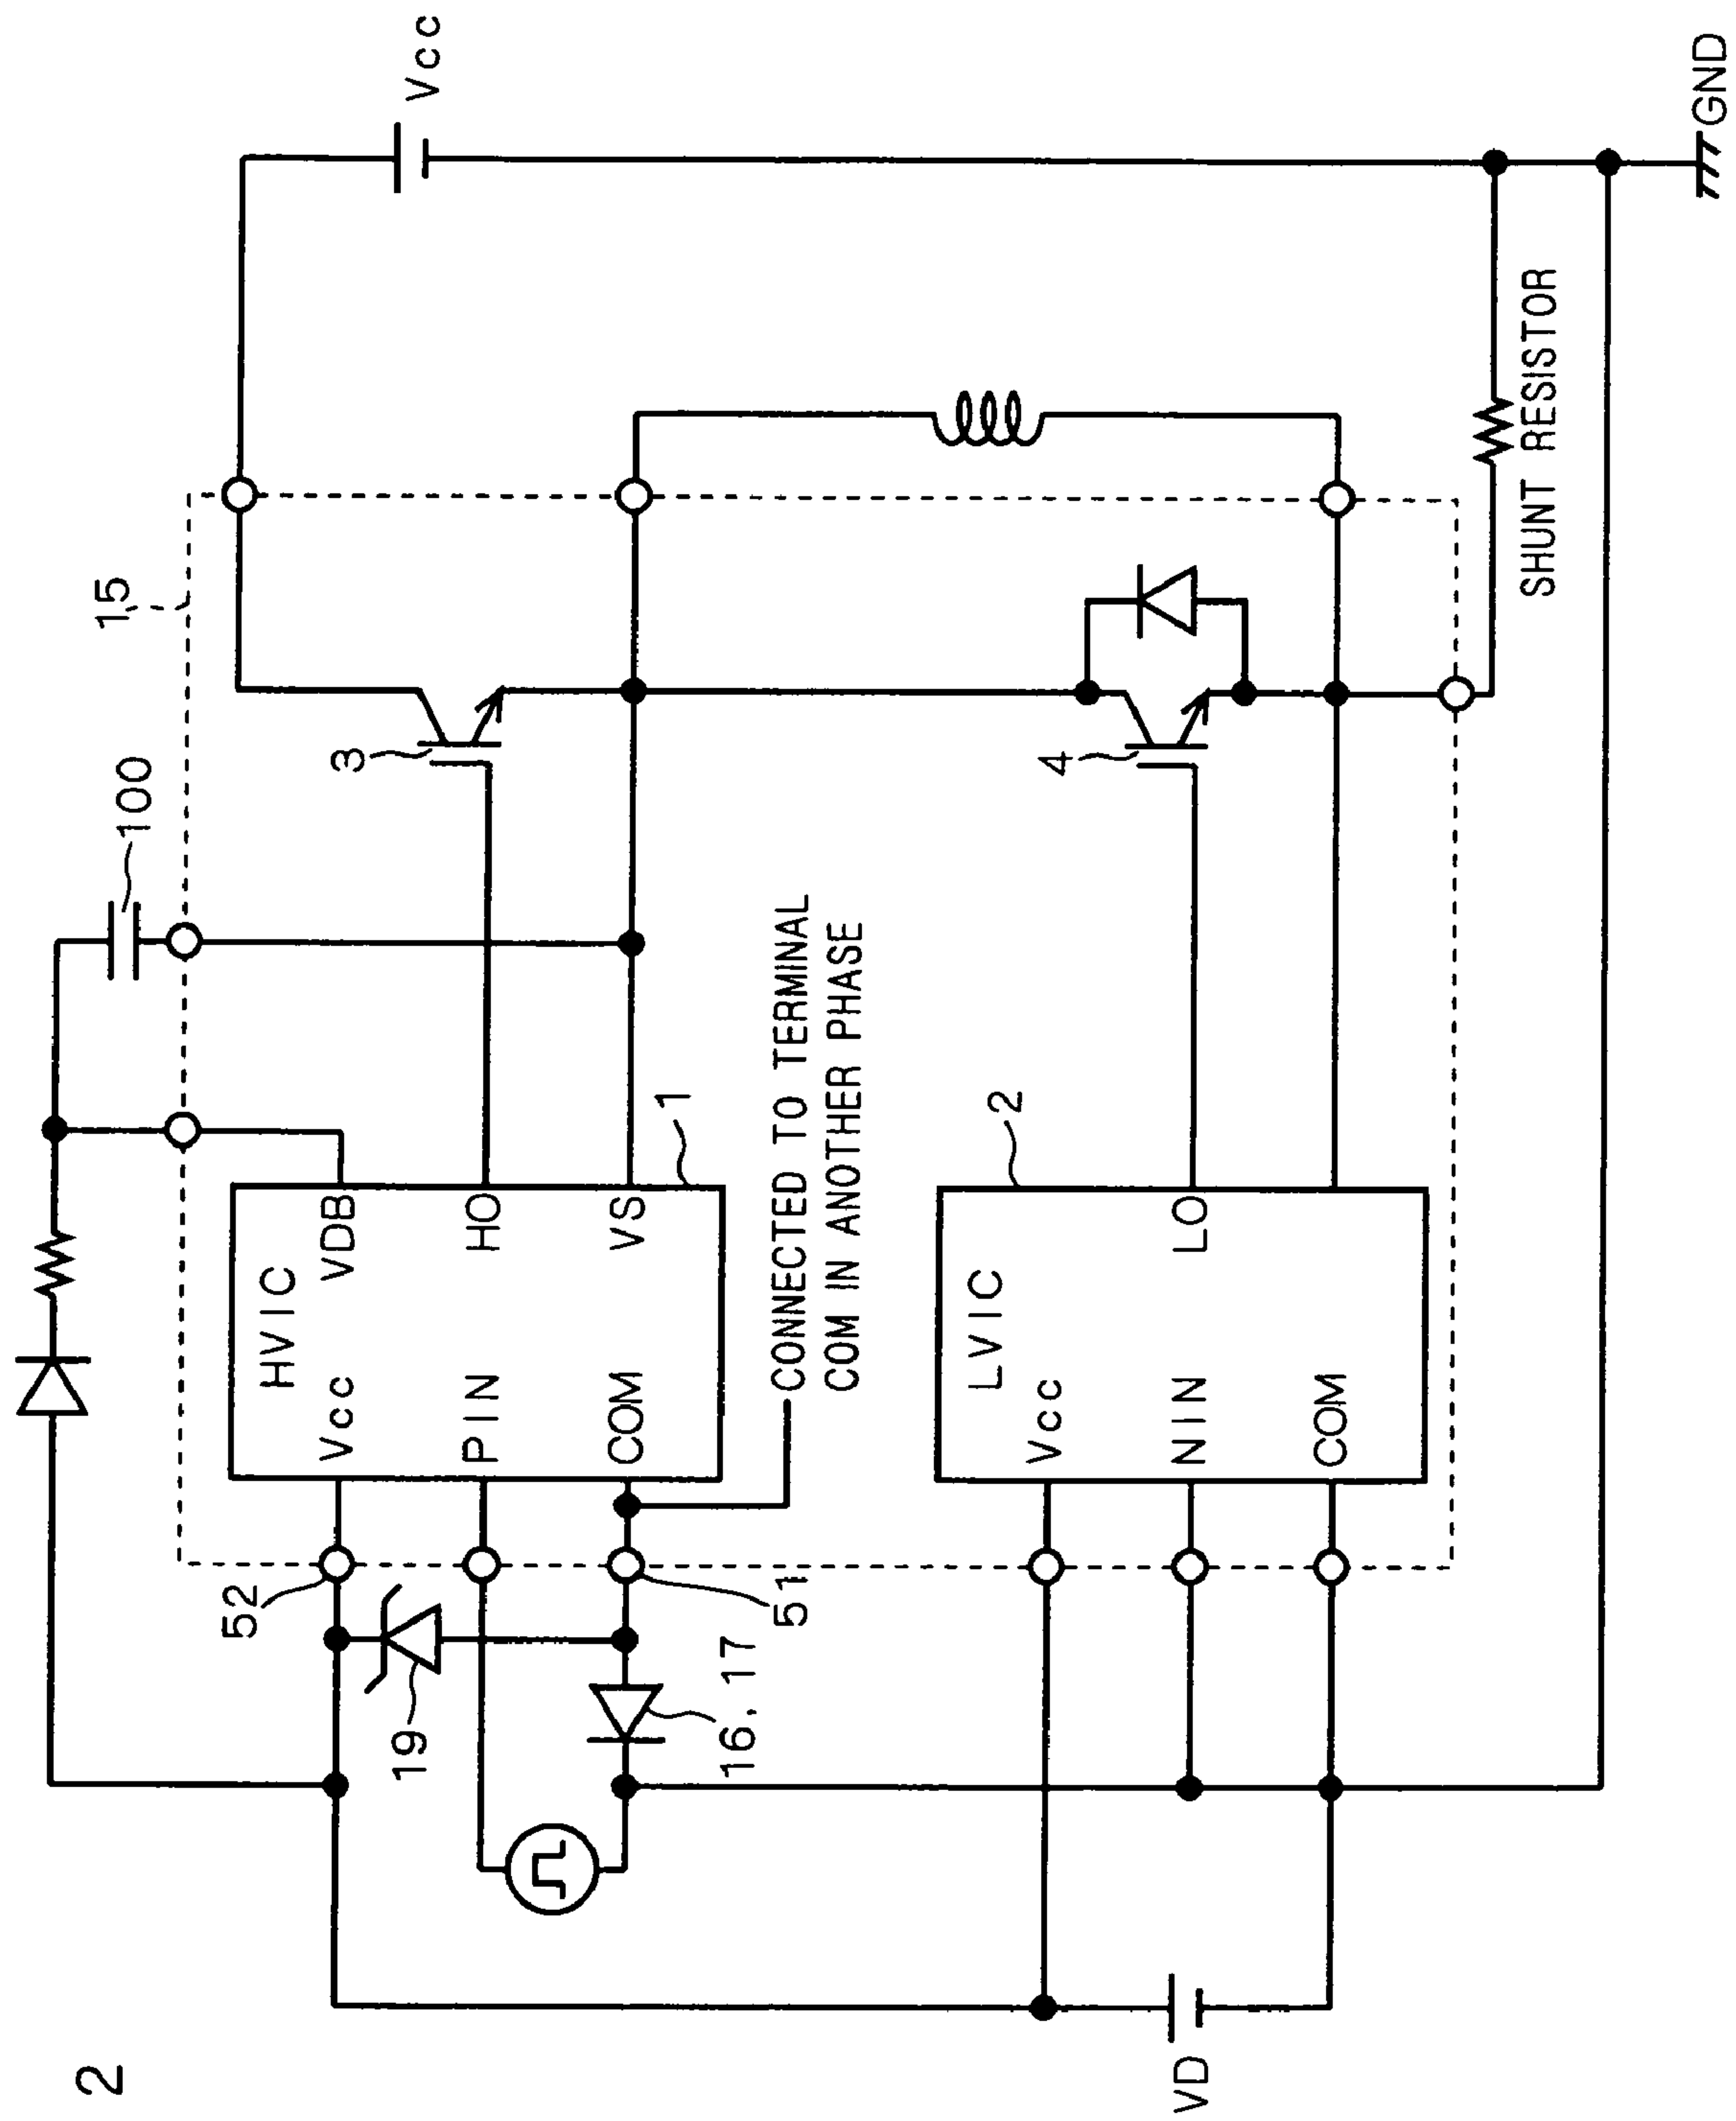 2
15
100
Vcc
52
HVIC
1
Vcc
VDB
PIN
HO
COM
VS
3
19
51
16, 17
CONNECTED TO TERMINAL
COM IN ANOTHER PHASE
LVIC
2
Vcc
NIN
LO
COM
4
VD
SHUNT RESISTOR
GND